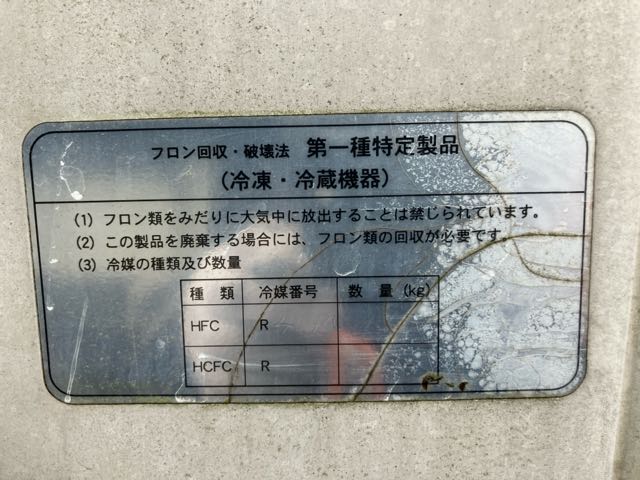 フロン回収・破壊法 第一種特定製品
（冷凍・冷蔵機器）
(1) フロン類をみだりに大気中に放出することは禁じられています。
(2) この製品を廃棄する場合には、フロン類の回収が必要です。
(3) 冷媒の種類及び数量
種 類 冷媒番号 数 量 (kg)
HFC R
HCFC R